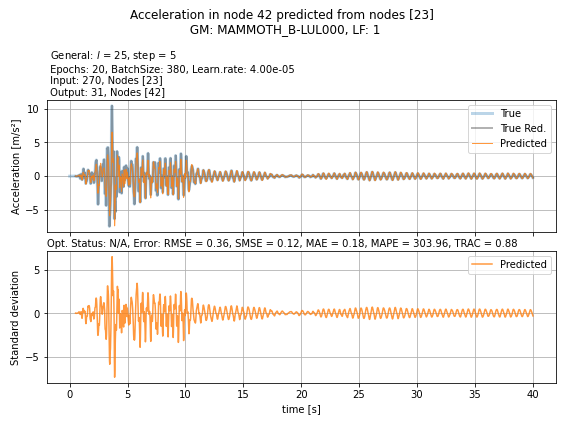 Acceleration in node 42 predicted from nodes [23]
GM: MAMMOTH_B-LUL000, LF: 1
General: l = 25, step = 5
Epochs: 20, BatchSize: 380, Learn.rate: 4.00e-05
Input: 270, Nodes [23]
Output: 31, Nodes [42]
10
5
0
−5
Acceleration [m/s²]
True
True Red.
Predicted
Opt. Status: N/A, Error: RMSE = 0.36, SMSE = 0.12, MAE = 0.18, MAPE = 303.96, TRAC = 0.88
5
0
−5
Standard deviation
Predicted
0 5 10 15 20 25 30 35 40
time [s]